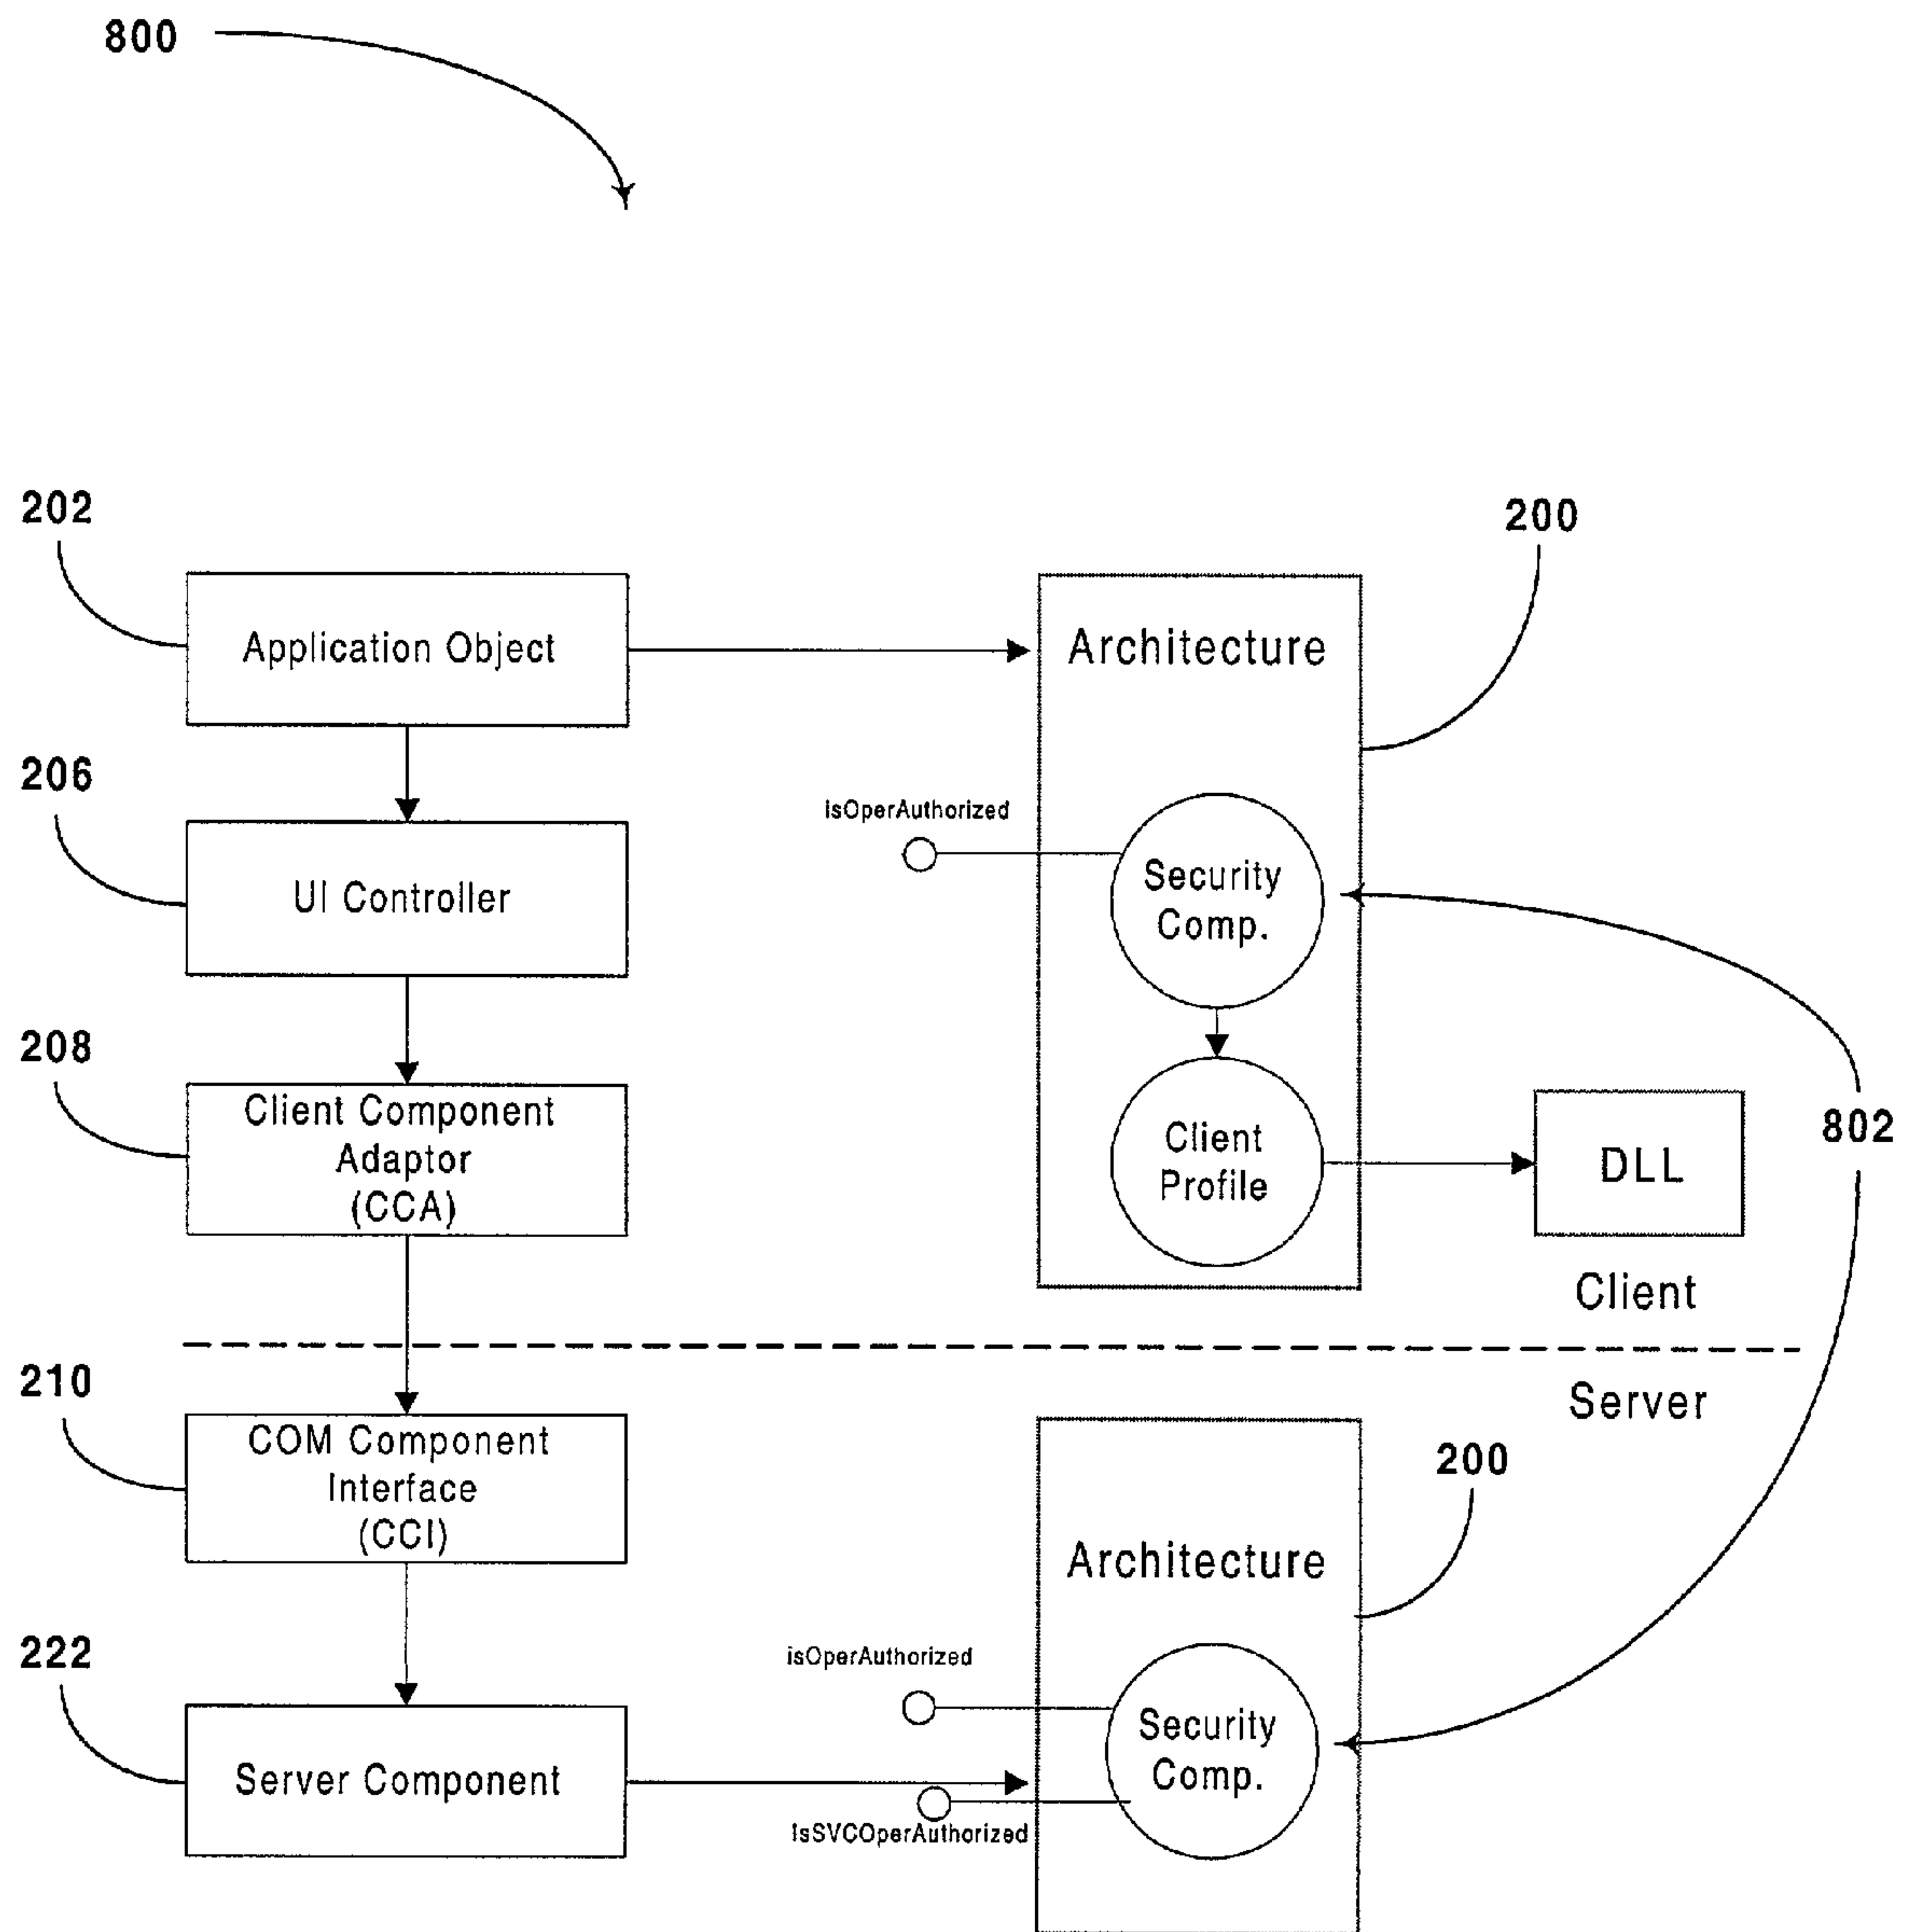 800
202
200
Application Object
Architecture
206
IsOperAuthorized
UI Controller
Security
Comp.
208
Client Component
Adaptor
(CCA)
Client
Profile
DLL
802
Client
210
Server
COM Component
Interface
(CCI)
200
Architecture
222
isOperAuthorized
Server Component
Security
Comp.
IsSVCOperAuthorized